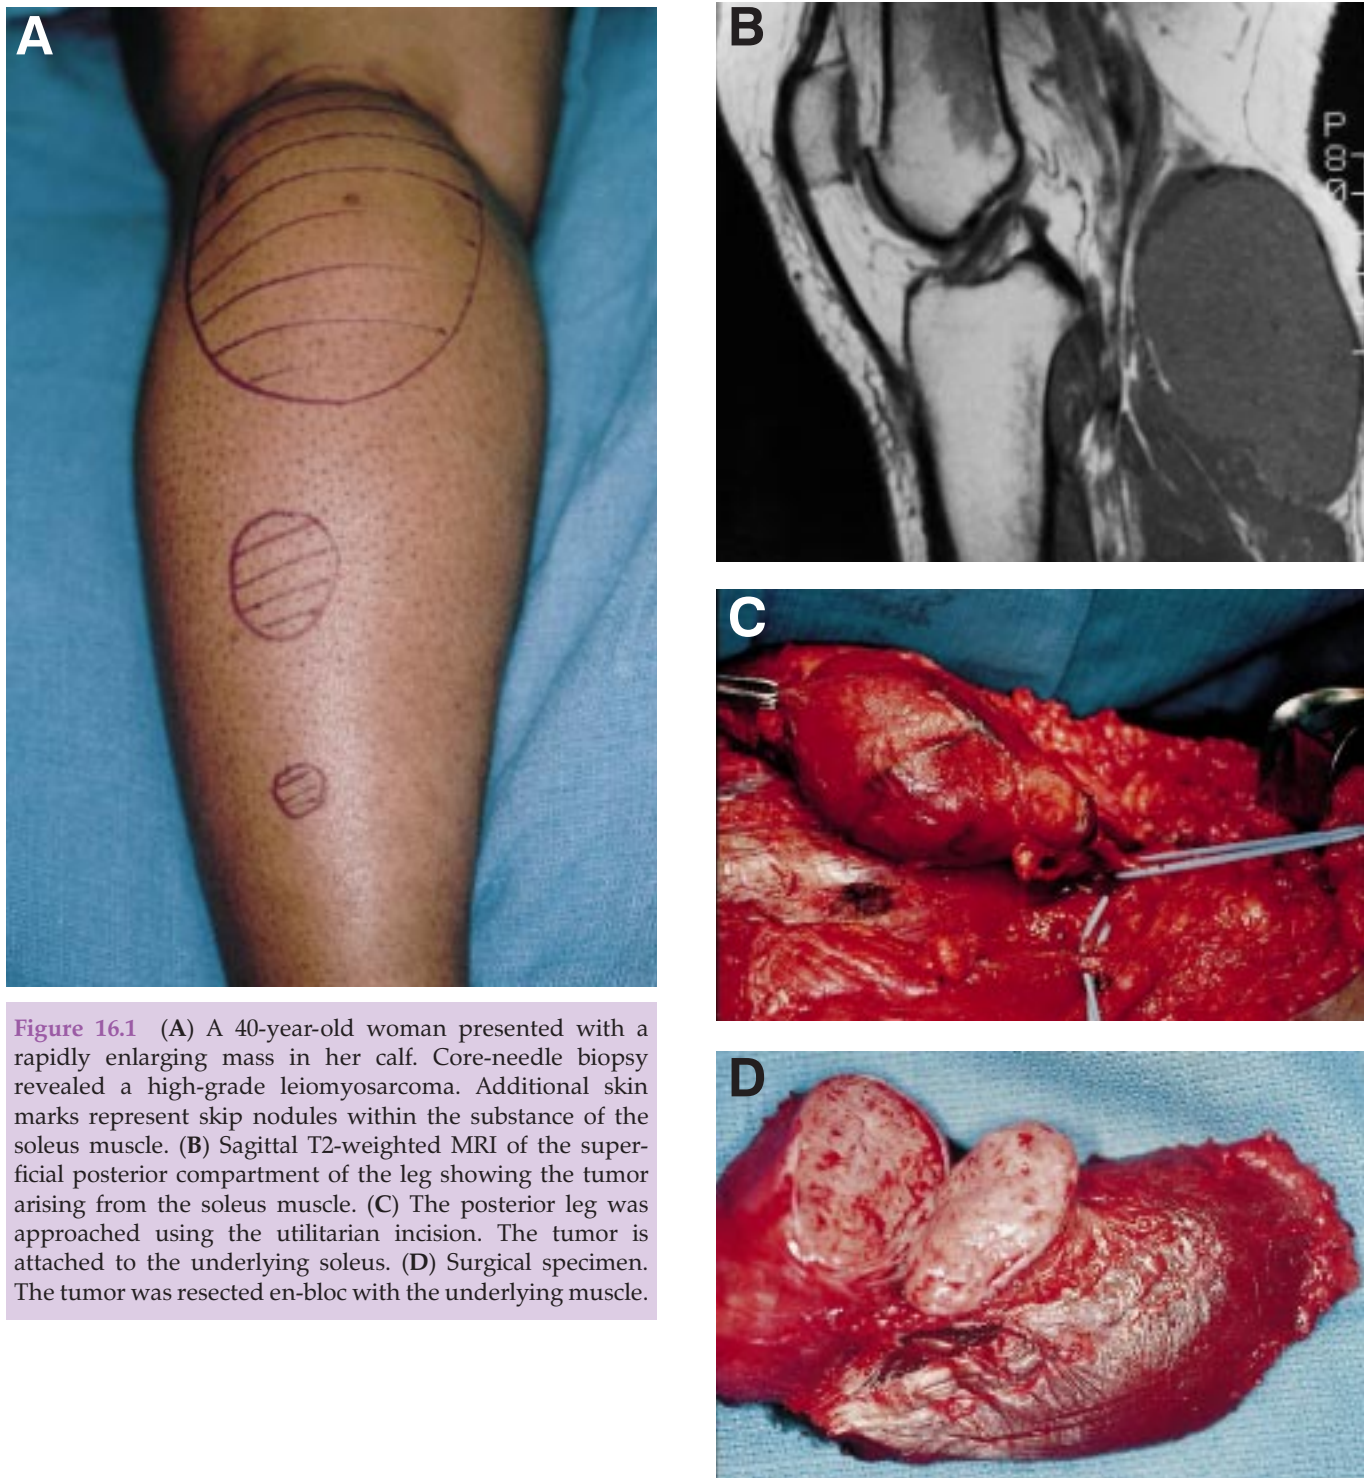 A
B
P
8
0
C
D
Figure 16.1 (A) A 40-year-old woman presented with a
rapidly enlarging mass in her calf. Core-needle biopsy
revealed a high-grade leiomyosarcoma. Additional skin
marks represent skip nodules within the substance of the
soleus muscle. (B) Sagittal T2-weighted MRI of the super-
ficial posterior compartment of the leg showing the tumor
arising from the soleus muscle. (C) The posterior leg was
approached using the utilitarian incision. The tumor is
attached to the underlying soleus. (D) Surgical specimen.
The tumor was resected en-bloc with the underlying muscle.